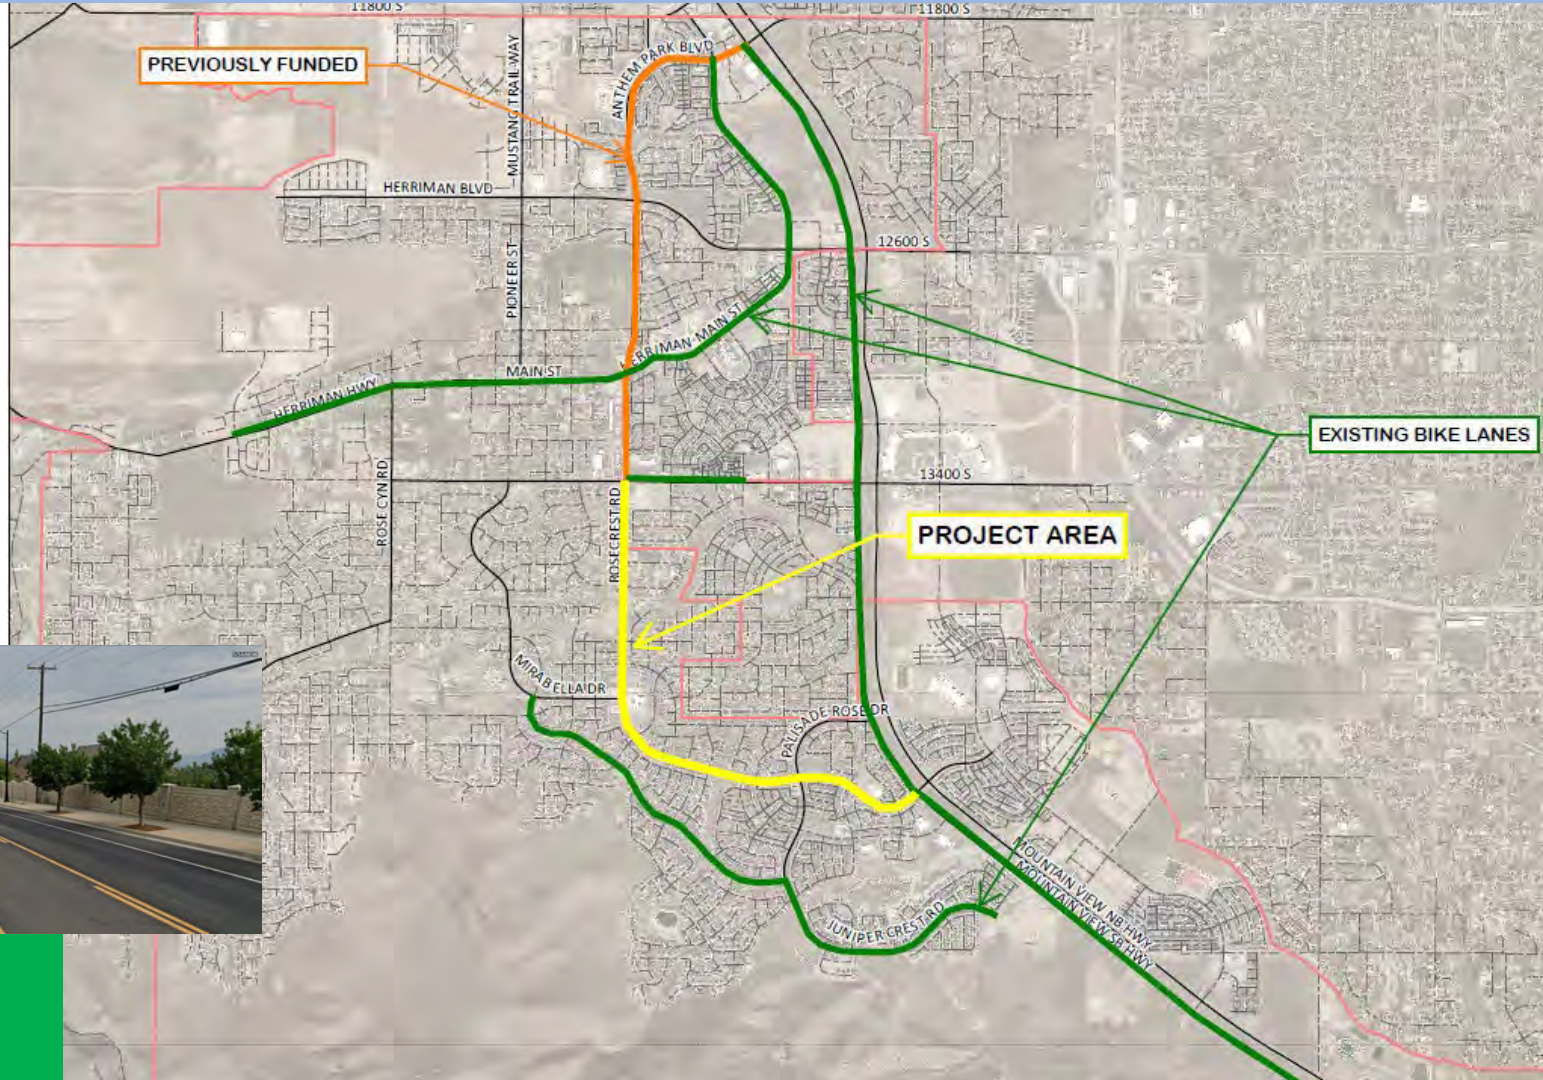 11800 S
11800 S
PREVIOUSLY FUNDED
ANTHEM PARK BLVD
MUSTANG TRAIL WAY
HERRIMAN BLVD
12600 S
PIONEER ST
HERRIMAN MAIN ST
MAIN ST
HERRIMAN HWY
EXISTING BIKE LANES
13400 S
ROSE CYN RD
ROSECREST RD
PROJECT AREA
MIRABELLA DR
PALISADE ROSE DR
MOUNTAIN VIEW NB HWY
MOUNTAIN VIEW SB HWY
JUNIPER CREST RD